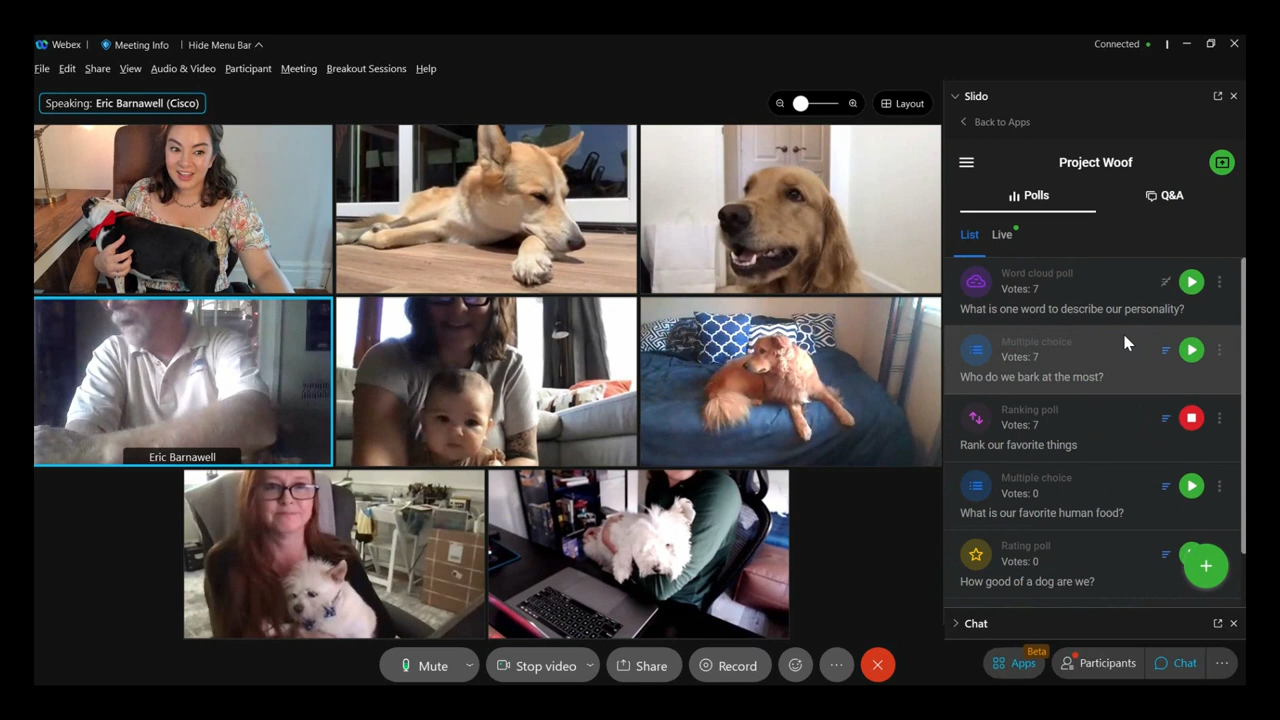 Webex
Meeting Info
Hide Menu Bar
Connected
File Edit Share View Audio & Video Participant Meeting Breakout Sessions Help
Speaking: Eric Barnawell (Cisco)
Layout
Eric Barnawell
Slido
Back to Apps
Project Woof
Polls
Q&A
List
Live
Word cloud poll
Votes: 7
What is one word to describe our personality?
Multiple choice
Votes: 7
Who do we bark at the most?
Ranking poll
Votes: 7
Rank our favorite things
Multiple choice
Votes: 0
What is our favorite human food?
Rating poll
Votes: 0
How good of a dog are we?
Chat
Mute
Stop video
Share
Record
Beta
Apps
Participants
Chat